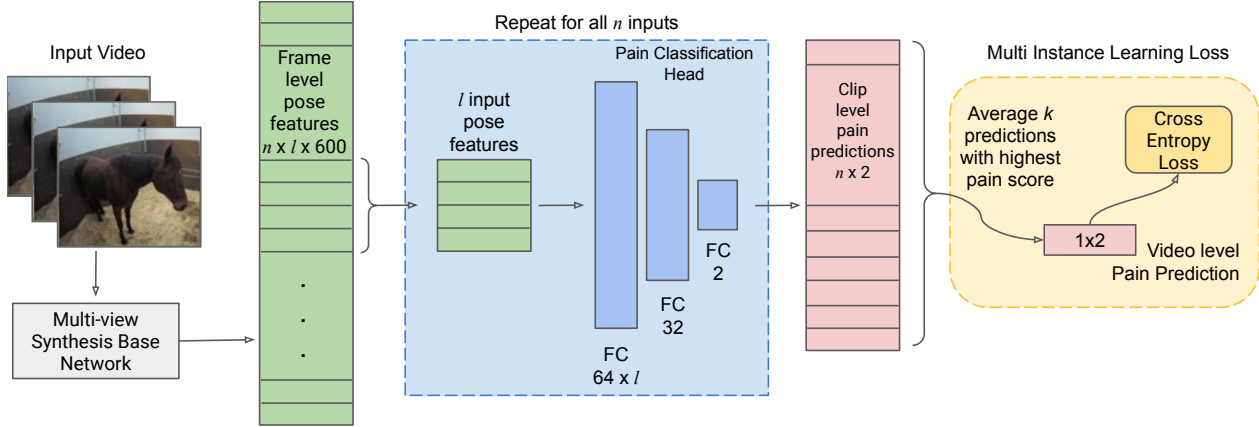 Input Video
Multi-view
Synthesis Base
Network
Frame
level
pose
features
n x l x 600
.
.
.
Repeat for all n inputs
Pain Classification
Head
l input
pose
features
FC
64 x l
FC
32
FC
2
Clip
level
pain
predictions
n x 2
Multi Instance Learning Loss
Average k
predictions
with highest
pain score
Cross
Entropy
Loss
1x2
Video level
Pain Prediction